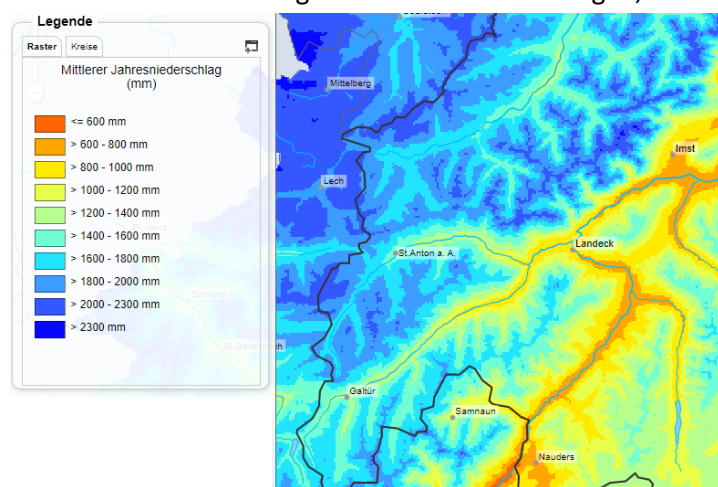 Legende
Raster
Kreise
Mittlerer Jahresniederschlag
(mm)
<= 600 mm
> 600 - 800 mm
> 800 - 1000 mm
> 1000 - 1200 mm
> 1200 - 1400 mm
> 1400 - 1600 mm
> 1600 - 1800 mm
> 1800 - 2000 mm
> 2000 - 2300 mm
> 2300 mm
Schruns
Mittelberg
Imst
Lech
Landeck
St.Anton a. A.
Galtür
Samnaun
Nauders